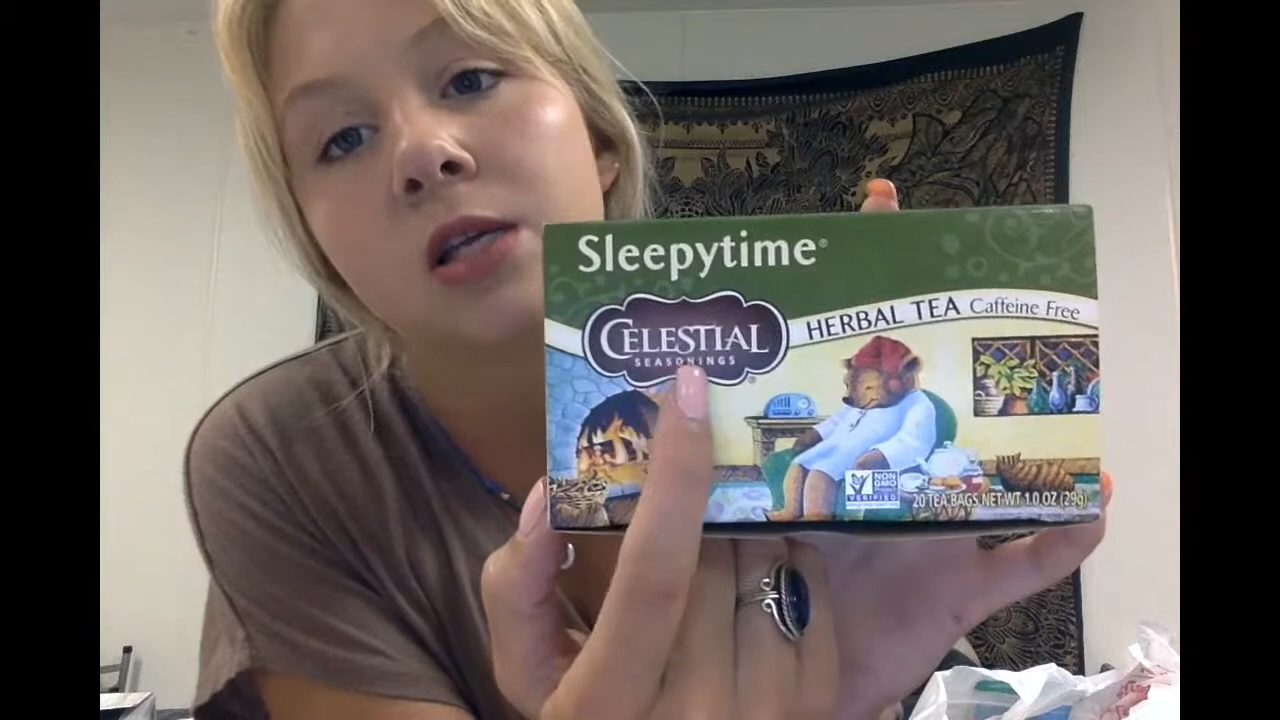 Sleepytime®
CELESTIAL
SEASONINGS®
HERBAL TEA Caffeine Free
NON
GMO
VERIFIED
20 TEA BAGS NET WT 1.0 OZ (29g)